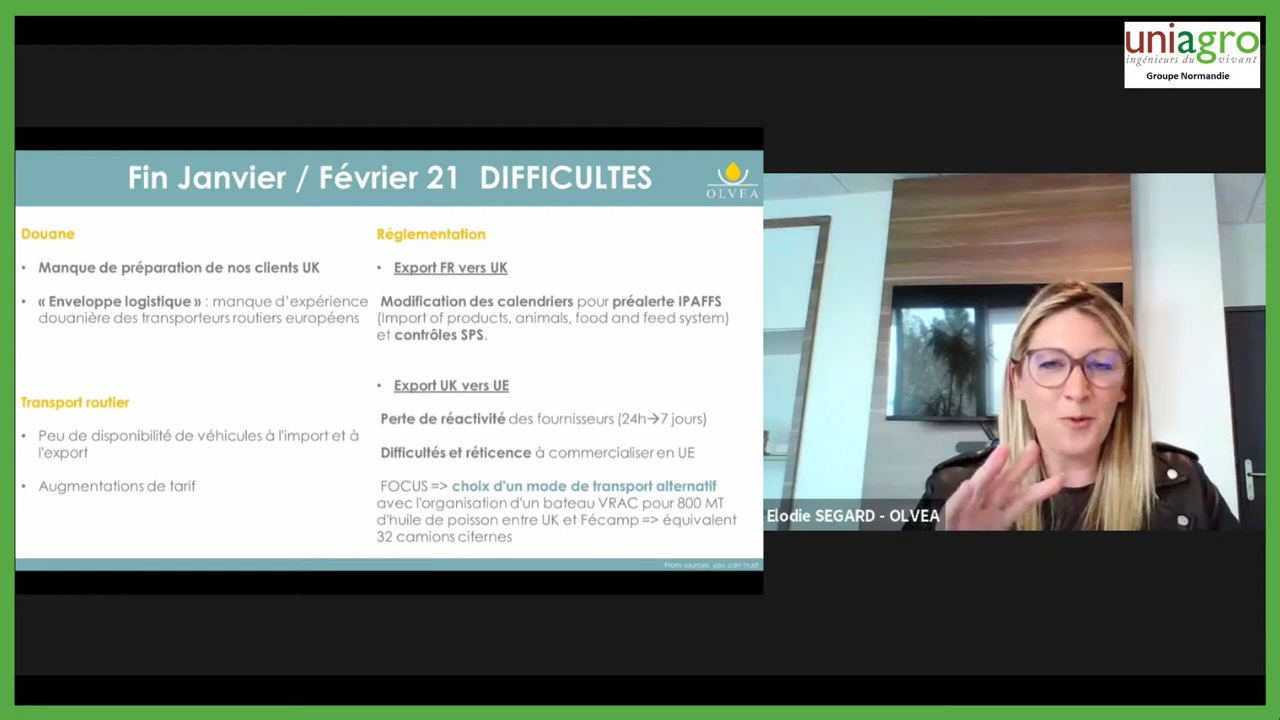 uniagro
ingénieurs du vivant
Groupe Normandie
Fin Janvier / Février 21 DIFFICULTES
OLVEA
Douane
• Manque de préparation de nos clients UK
• « Enveloppe logistique » : manque d'expérience
douanière des transporteurs routiers européens
Transport routier
• Peu de disponibilité de véhicules à l'import et à
l'export
• Augmentations de tarif
Réglementation
• Export FR vers UK
Modification des calendriers pour préalerte IPAFFS
(Import of products, animals, food and feed system)
et contrôles SPS.
• Export UK vers UE
Perte de réactivité des fournisseurs (24h→7 jours)
Difficultés et réticence à commercialiser en UE
FOCUS => choix d'un mode de transport alternatif
avec l'organisation d'un bateau VRAC pour 800 MT
d'huile de poisson entre UK et Fécamp => équivalent
32 camions citernes
From sources, you can trust
Elodie SEGARD - OLVEA